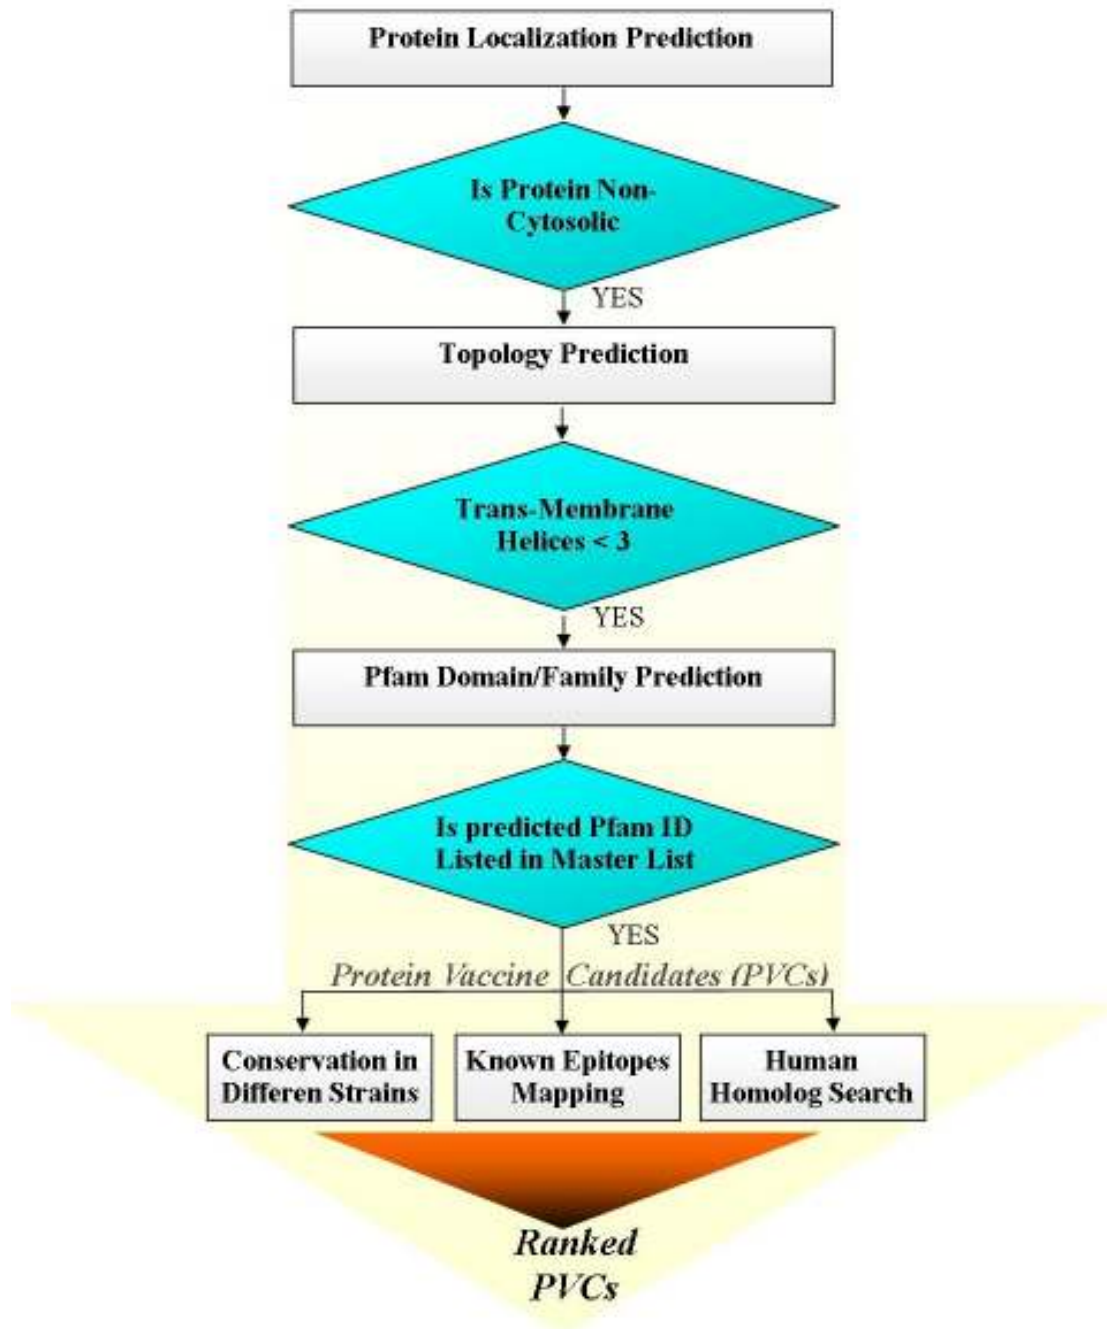 Protein Localization Prediction
Is Protein Non-
Cytosolic
YES
Topology Prediction
Trans-Membrane
Helices < 3
YES
Pfam Domain/Family Prediction
Is predicted Pfam ID
Listed in Master List
YES
Protein Vaccine Candidates (PVCs)
Conservation in
Differen Strains
Known Epitopes
Mapping
Human
Homolog Search
Ranked
PVCs